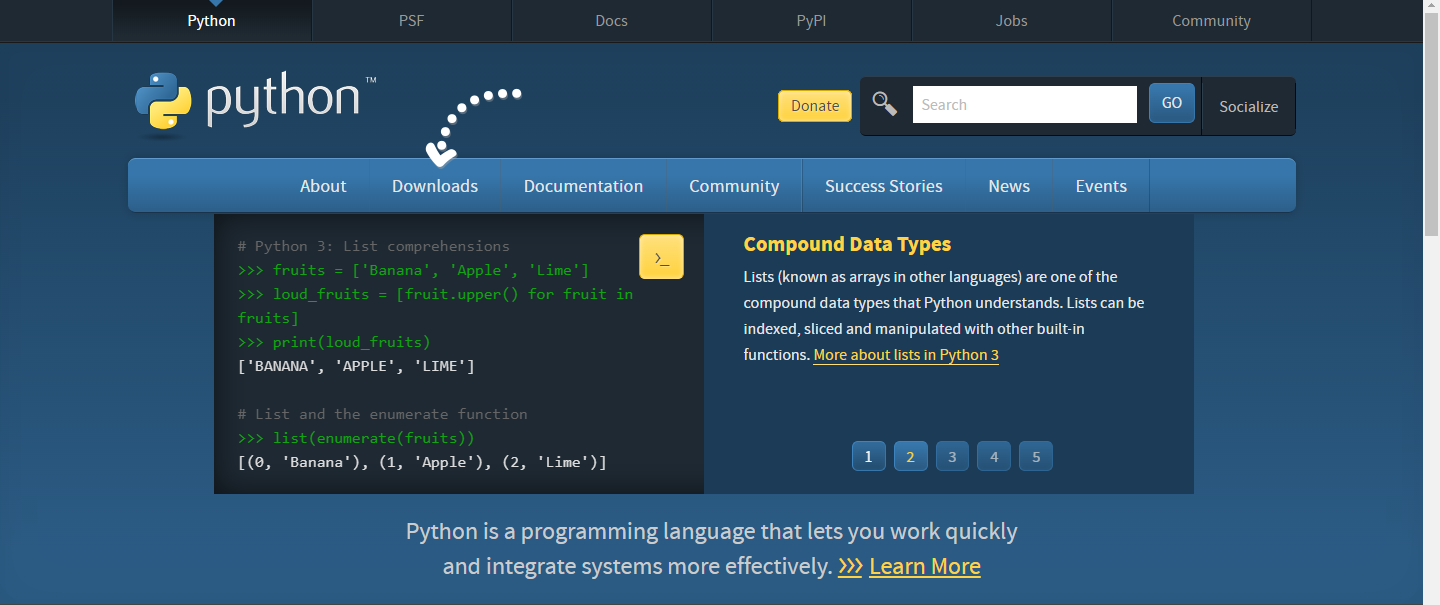 Python PSF Docs PyPI Jobs Community
python™
Donate Search GO Socialize
About Downloads Documentation Community Success Stories News Events
# Python 3: List comprehensions
>>> fruits = ['Banana', 'Apple', 'Lime']
>>> loud_fruits = [fruit.upper() for fruit in
fruits]
>>> print(loud_fruits)
['BANANA', 'APPLE', 'LIME']
# List and the enumerate function
>>> list(enumerate(fruits))
[(0, 'Banana'), (1, 'Apple'), (2, 'Lime')]
>_
Compound Data Types
Lists (known as arrays in other languages) are one of the
compound data types that Python understands. Lists can be
indexed, sliced and manipulated with other built-in
functions. More about lists in Python 3
1 2 3 4 5
Python is a programming language that lets you work quickly
and integrate systems more effectively. >>> Learn More